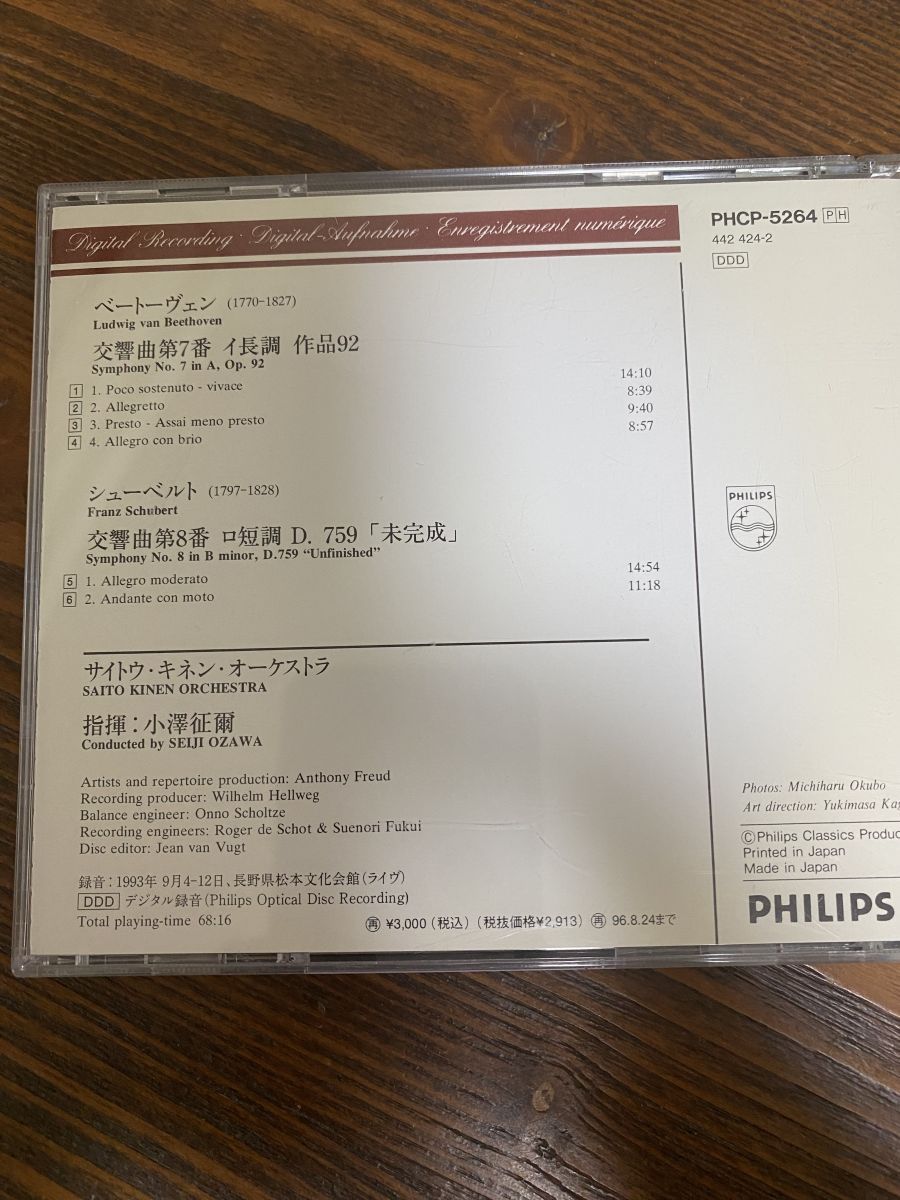 Digital Recording · Digital-Aufnahme · Enregistrement numérique
PHCP-5264 PH
442 424-2
DDD
ベートーヴェン (1770-1827)
Ludwig van Beethoven
交響曲第7番 イ長調 作品92
Symphony No. 7 in A, Op. 92
1 1. Poco sostenuto - vivace 14:10
2 2. Allegretto 8:39
3 3. Presto - Assai meno presto 9:40
4 4. Allegro con brio 8:57
シューベルト (1797-1828)
Franz Schubert
交響曲第8番 ロ短調 D. 759「未完成」
Symphony No. 8 in B minor, D.759 “Unfinished”
5 1. Allegro moderato 14:54
6 2. Andante con moto 11:18
PHILIPS
サイトウ・キネン・オーケストラ
SAITO KINEN ORCHESTRA
指揮：小澤征爾
Conducted by SEIJI OZAWA
Artists and repertoire production: Anthony Freud
Recording producer: Wilhelm Hellweg
Balance engineer: Onno Scholtze
Recording engineers: Roger de Schot & Suenori Fukui
Disc editor: Jean van Vugt
録音：1993年 9月4-12日、長野県松本文化会館（ライヴ）
DDD デジタル録音(Philips Optical Disc Recording)
Total playing-time 68:16
再 ¥3,000（税込）（税抜価格¥2,913）再 96.8.24まで
Photos: Michiharu Okubo
Art direction: Yukimasa
©Philips Classics
Printed in Japan
Made in Japan
PHILIPS